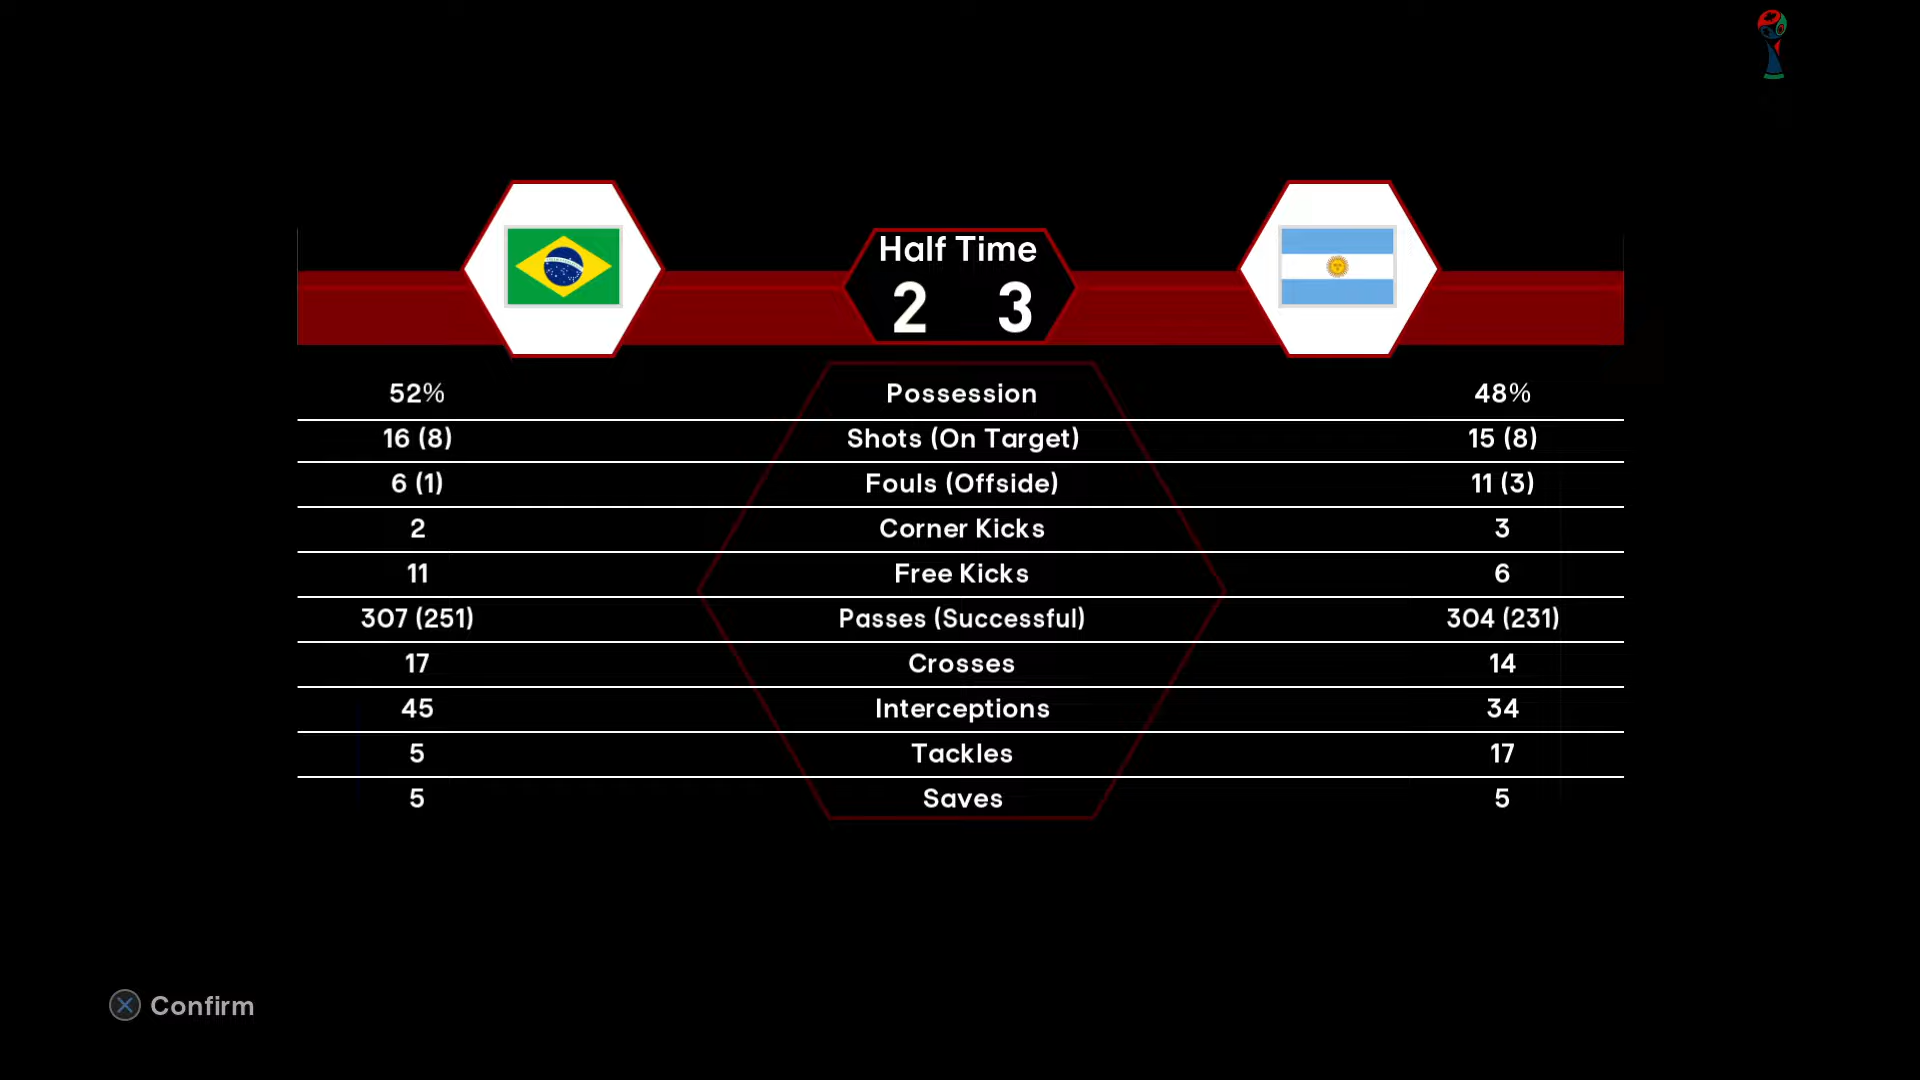 Half Time
2 3
52% Possession 48%
16 (8) Shots (On Target) 15 (8)
6 (1) Fouls (Offside) 11 (3)
2 Corner Kicks 3
11 Free Kicks 6
307 (251) Passes (Successful) 304 (231)
17 Crosses 14
45 Interceptions 34
5 Tackles 17
5 Saves 5
Confirm